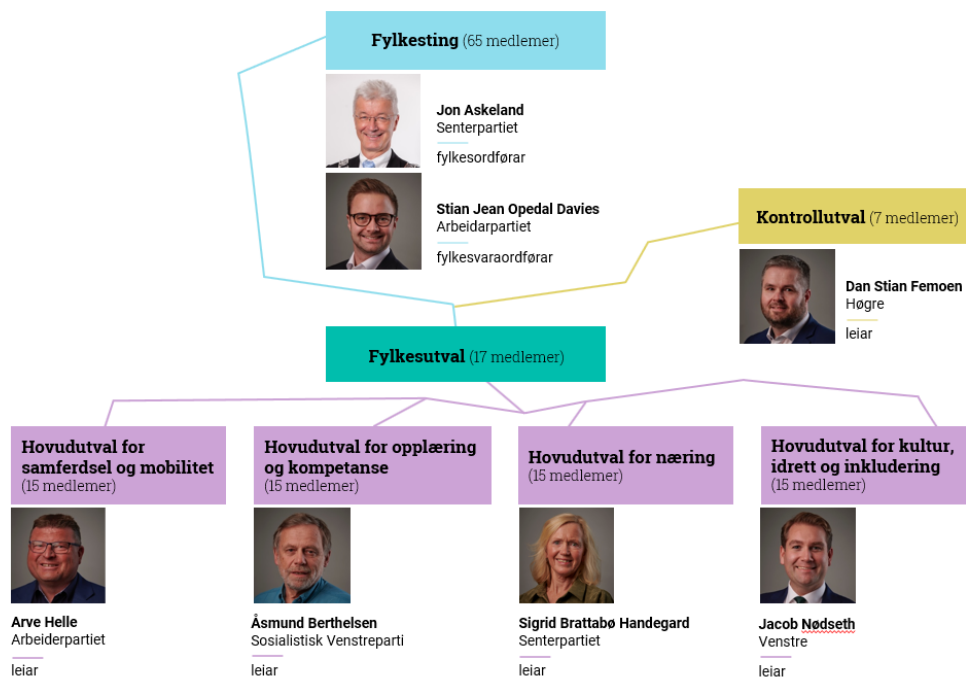 Fylkesting (65 medlemer)
Jon Askeland
Senterpartiet
fylkesordførar
Stian Jean Opedal Davies
Arbeidarpartiet
fylkesvaraordførar
Kontrollutval (7 medlemer)
Dan Stian Femoen
Høgre
leiar
Fylkesutval (17 medlemer)
Hovudutval for
samferdsel og mobilitet
(15 medlemer)
Arve Helle
Arbeiderpartiet
leiar
Hovudutval for opplæring
og kompetanse
(15 medlemer)
Åsmund Berthelsen
Sosialistisk Venstreparti
leiar
Hovudutval for næring
(15 medlemer)
Sigrid Brattabø Handegard
Senterpartiet
leiar
Hovudutval for kultur,
idrett og inkludering
(15 medlemer)
Jacob Nødseth
Venstre
leiar